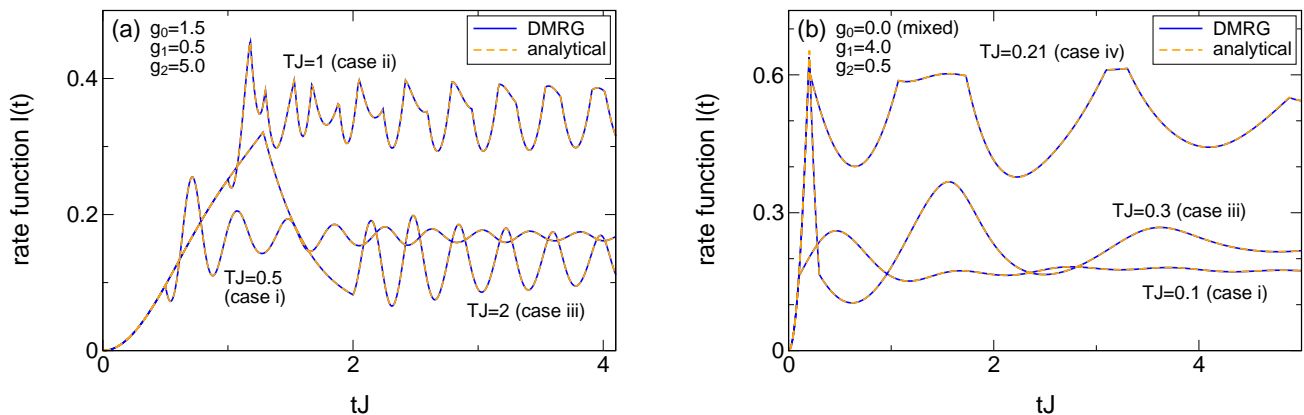 (a)
g₀=1.5
g₁=0.5
g₂=5.0
DMRG
analytical
TJ=1 (case ii)
TJ=0.5
(case i)
TJ=2 (case iii)
rate function l(t)
0
0.2
0.4
0
2
4
tJ
(b)
g₀=0.0 (mixed)
g₁=4.0
g₂=0.5
DMRG
analytical
TJ=0.21 (case iv)
TJ=0.3 (case iii)
TJ=0.1 (case i)
rate function l(t)
0
0.3
0.6
0
2
4
tJ